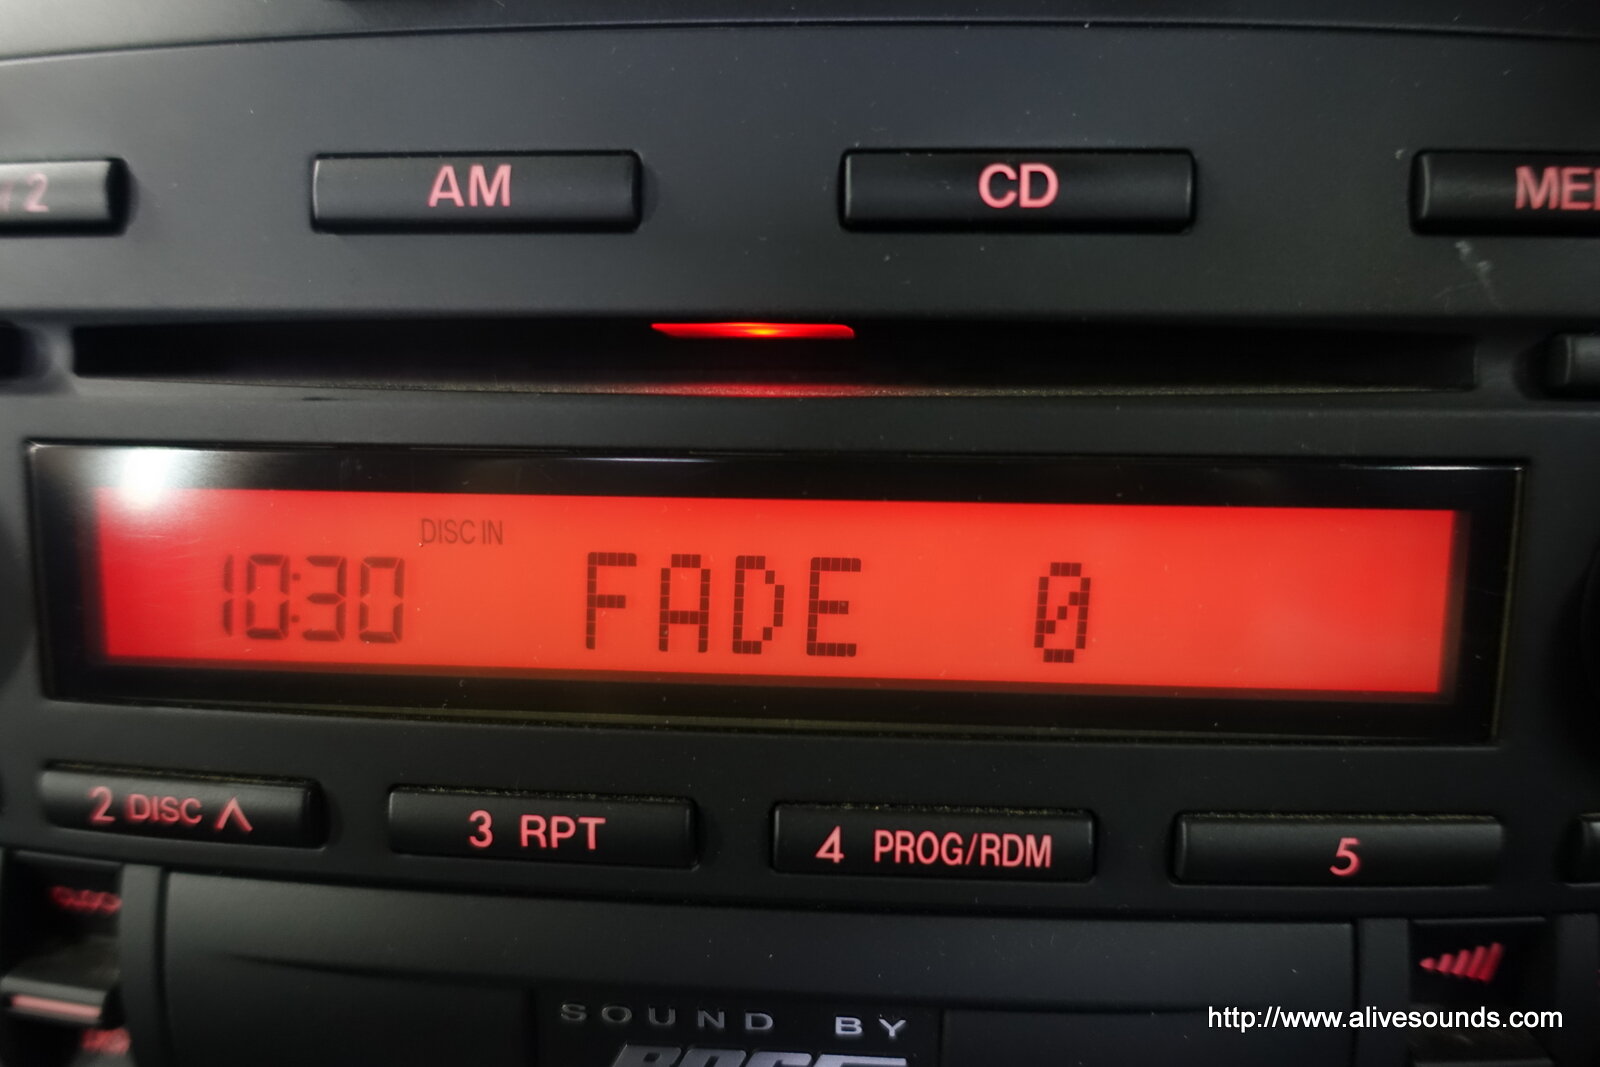 2
AM
CD
DISC IN
10:30
FADE 0
2 DISC
3 RPT
4 PROG/RDM
5
SOUND BY
http://www.alivesounds.com